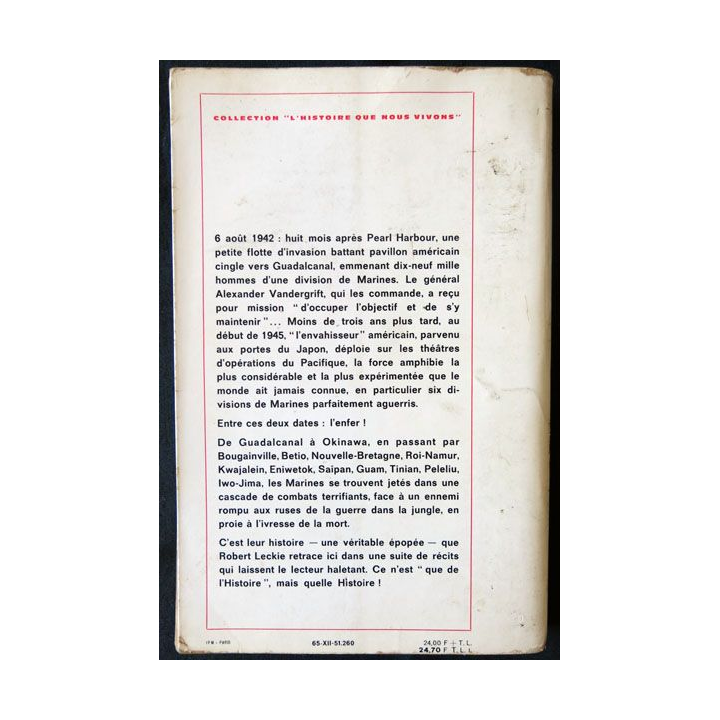 COLLECTION "L'HISTOIRE QUE NOUS VIVONS"
6 août 1942 : huit mois après Pearl Harbour, une
petite flotte d'invasion battant pavillon américain
cingle vers Guadalcanal, emmenant dix-neuf mille
hommes d'une division de Marines. Le général
Alexander Vandergrift, qui les commande, a reçu
pour mission "d'occuper l'objectif et de s'y
maintenir"... Moins de trois ans plus tard, au
début de 1945, "l'envahisseur" américain, parvenu
aux portes du Japon, déploie sur les théâtres
d'opérations du Pacifique, la force amphibie la
plus considérable et la plus expérimentée que le
monde ait jamais connue, en particulier six di-
visions de Marines parfaitement aguerris.
Entre ces deux dates : l'enfer !
De Guadalcanal à Okinawa, en passant par
Bougainville, Betio, Nouvelle-Bretagne, Roi-Namur,
Kwajalein, Eniwetok, Saipan, Guam, Tinian, Peleliu,
Iwo-Jima, les Marines se trouvent jetés dans une
cascade de combats terrifiants, face à un ennemi
rompu aux ruses de la guerre dans la jungle, en
proie à l'ivresse de la mort.
C'est leur histoire — une véritable épopée — que
Robert Leckie retrace ici dans une suite de récits
qui laissent le lecteur haletant. Ce n'est "que de
l'Histoire", mais quelle Histoire !
65-XII-51.260
24,00 F + T. L.
24,70 F T. L. I.